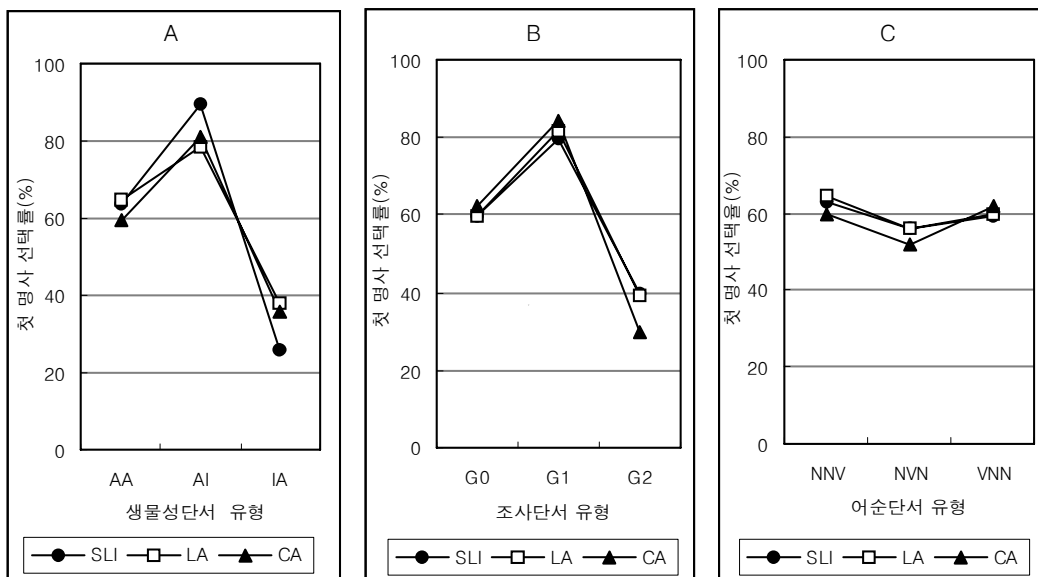 A
첫 명사 선택률(%)
100
80
60
40
20
0
AA AI IA
생물성단서 유형
SLI LA CA
B
첫 명사 선택률(%)
100
80
60
40
20
0
G0 G1 G2
조사단서 유형
SLI LA CA
C
첫 명사 선택율(%)
100
80
60
40
20
0
NNV NVN VNN
어순단서 유형
SLI LA CA